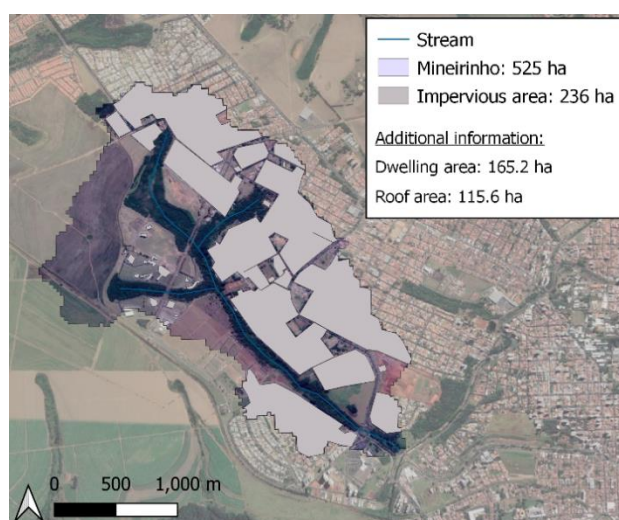 Stream
Mineirinho: 525 ha
Impervious area: 236 ha
Additional information:
Dwelling area: 165.2 ha
Roof area: 115.6 ha
0 500 1,000 m